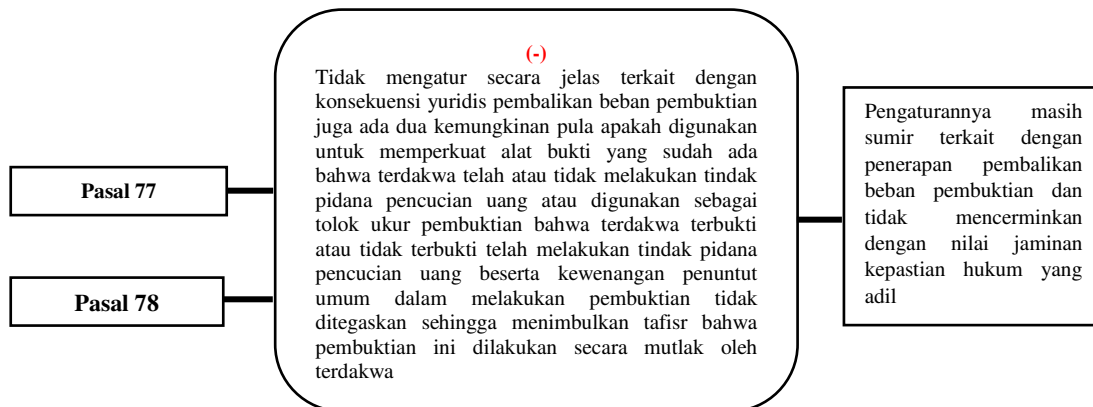 Pasal 77
Pasal 78
(-)
Tidak mengatur secara jelas terkait dengan
konsekuensi yuridis pembalikan beban pembuktian
juga ada dua kemungkinan pula apakah digunakan
untuk memperkuat alat bukti yang sudah ada
bahwa terdakwa telah atau tidak melakukan tindak
pidana pencucian uang atau digunakan sebagai
tolok ukur pembuktian bahwa terdakwa terbukti
atau tidak terbukti telah melakukan tindak pidana
pencucian uang beserta kewenangan penuntut
umum dalam melakukan pembuktian tidak
ditegaskan sehingga menimbulkan tafisr bahwa
pembuktian ini dilakukan secara mutlak oleh
terdakwa
Pengaturannya masih
sumir terkait dengan
penerapan pembalikan
beban pembuktian dan
tidak mencerminkan
dengan nilai jaminan
kepastian hukum yang
adil